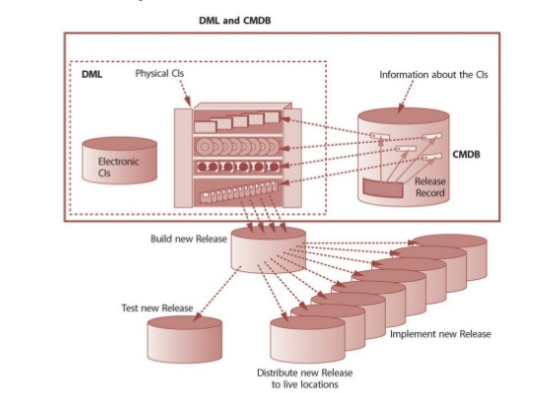 DML and CMDB
DML
Physical CIs
Information about the CIs
Electronic
CIs
CMDB
Release
Record
Build new Release
Test new Release
Implement new Release
Distribute new Release
to live locations